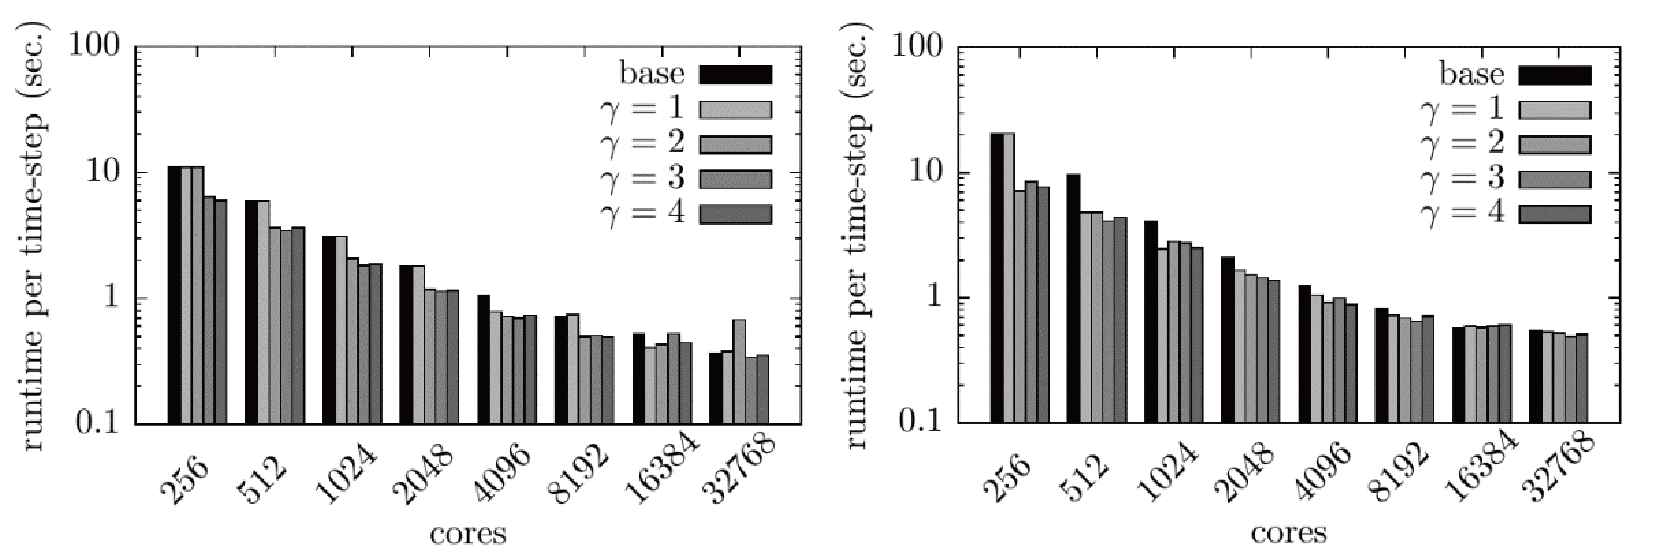 runtime per time-step (sec.)
100
10
1
0.1
base
γ = 1
γ = 2
γ = 3
γ = 4
256
512
1024
2048
4096
8192
16384
32768
cores
runtime per time-step (sec.)
100
10
1
0.1
base
γ = 1
γ = 2
γ = 3
γ = 4
256
512
1024
2048
4096
8192
16384
32768
cores